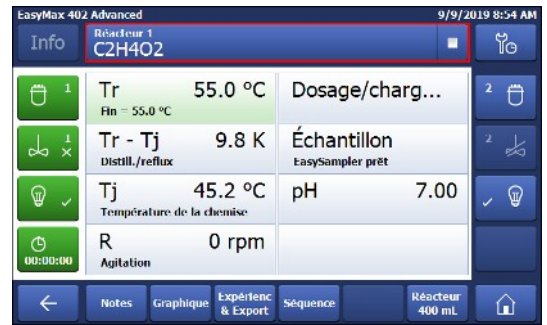 EasyMax 402 Advanced 9/9/2019 8:54 AM
Info
Réacteur 1
C2H4O2
1
Tr 55.0 °C
Fin = 55.0 °C
Dosage/charg...
2
1
Tr - Tj 9.8 K
Distill./reflux
Échantillon
EasySampler prêt
2
Tj 45.2 °C
Température de la chemise
pH 7.00
00:00:00
R 0 rpm
Agitation
Notes
Graphique
Expérienc
& Export
Séquence
Réacteur
400 mL